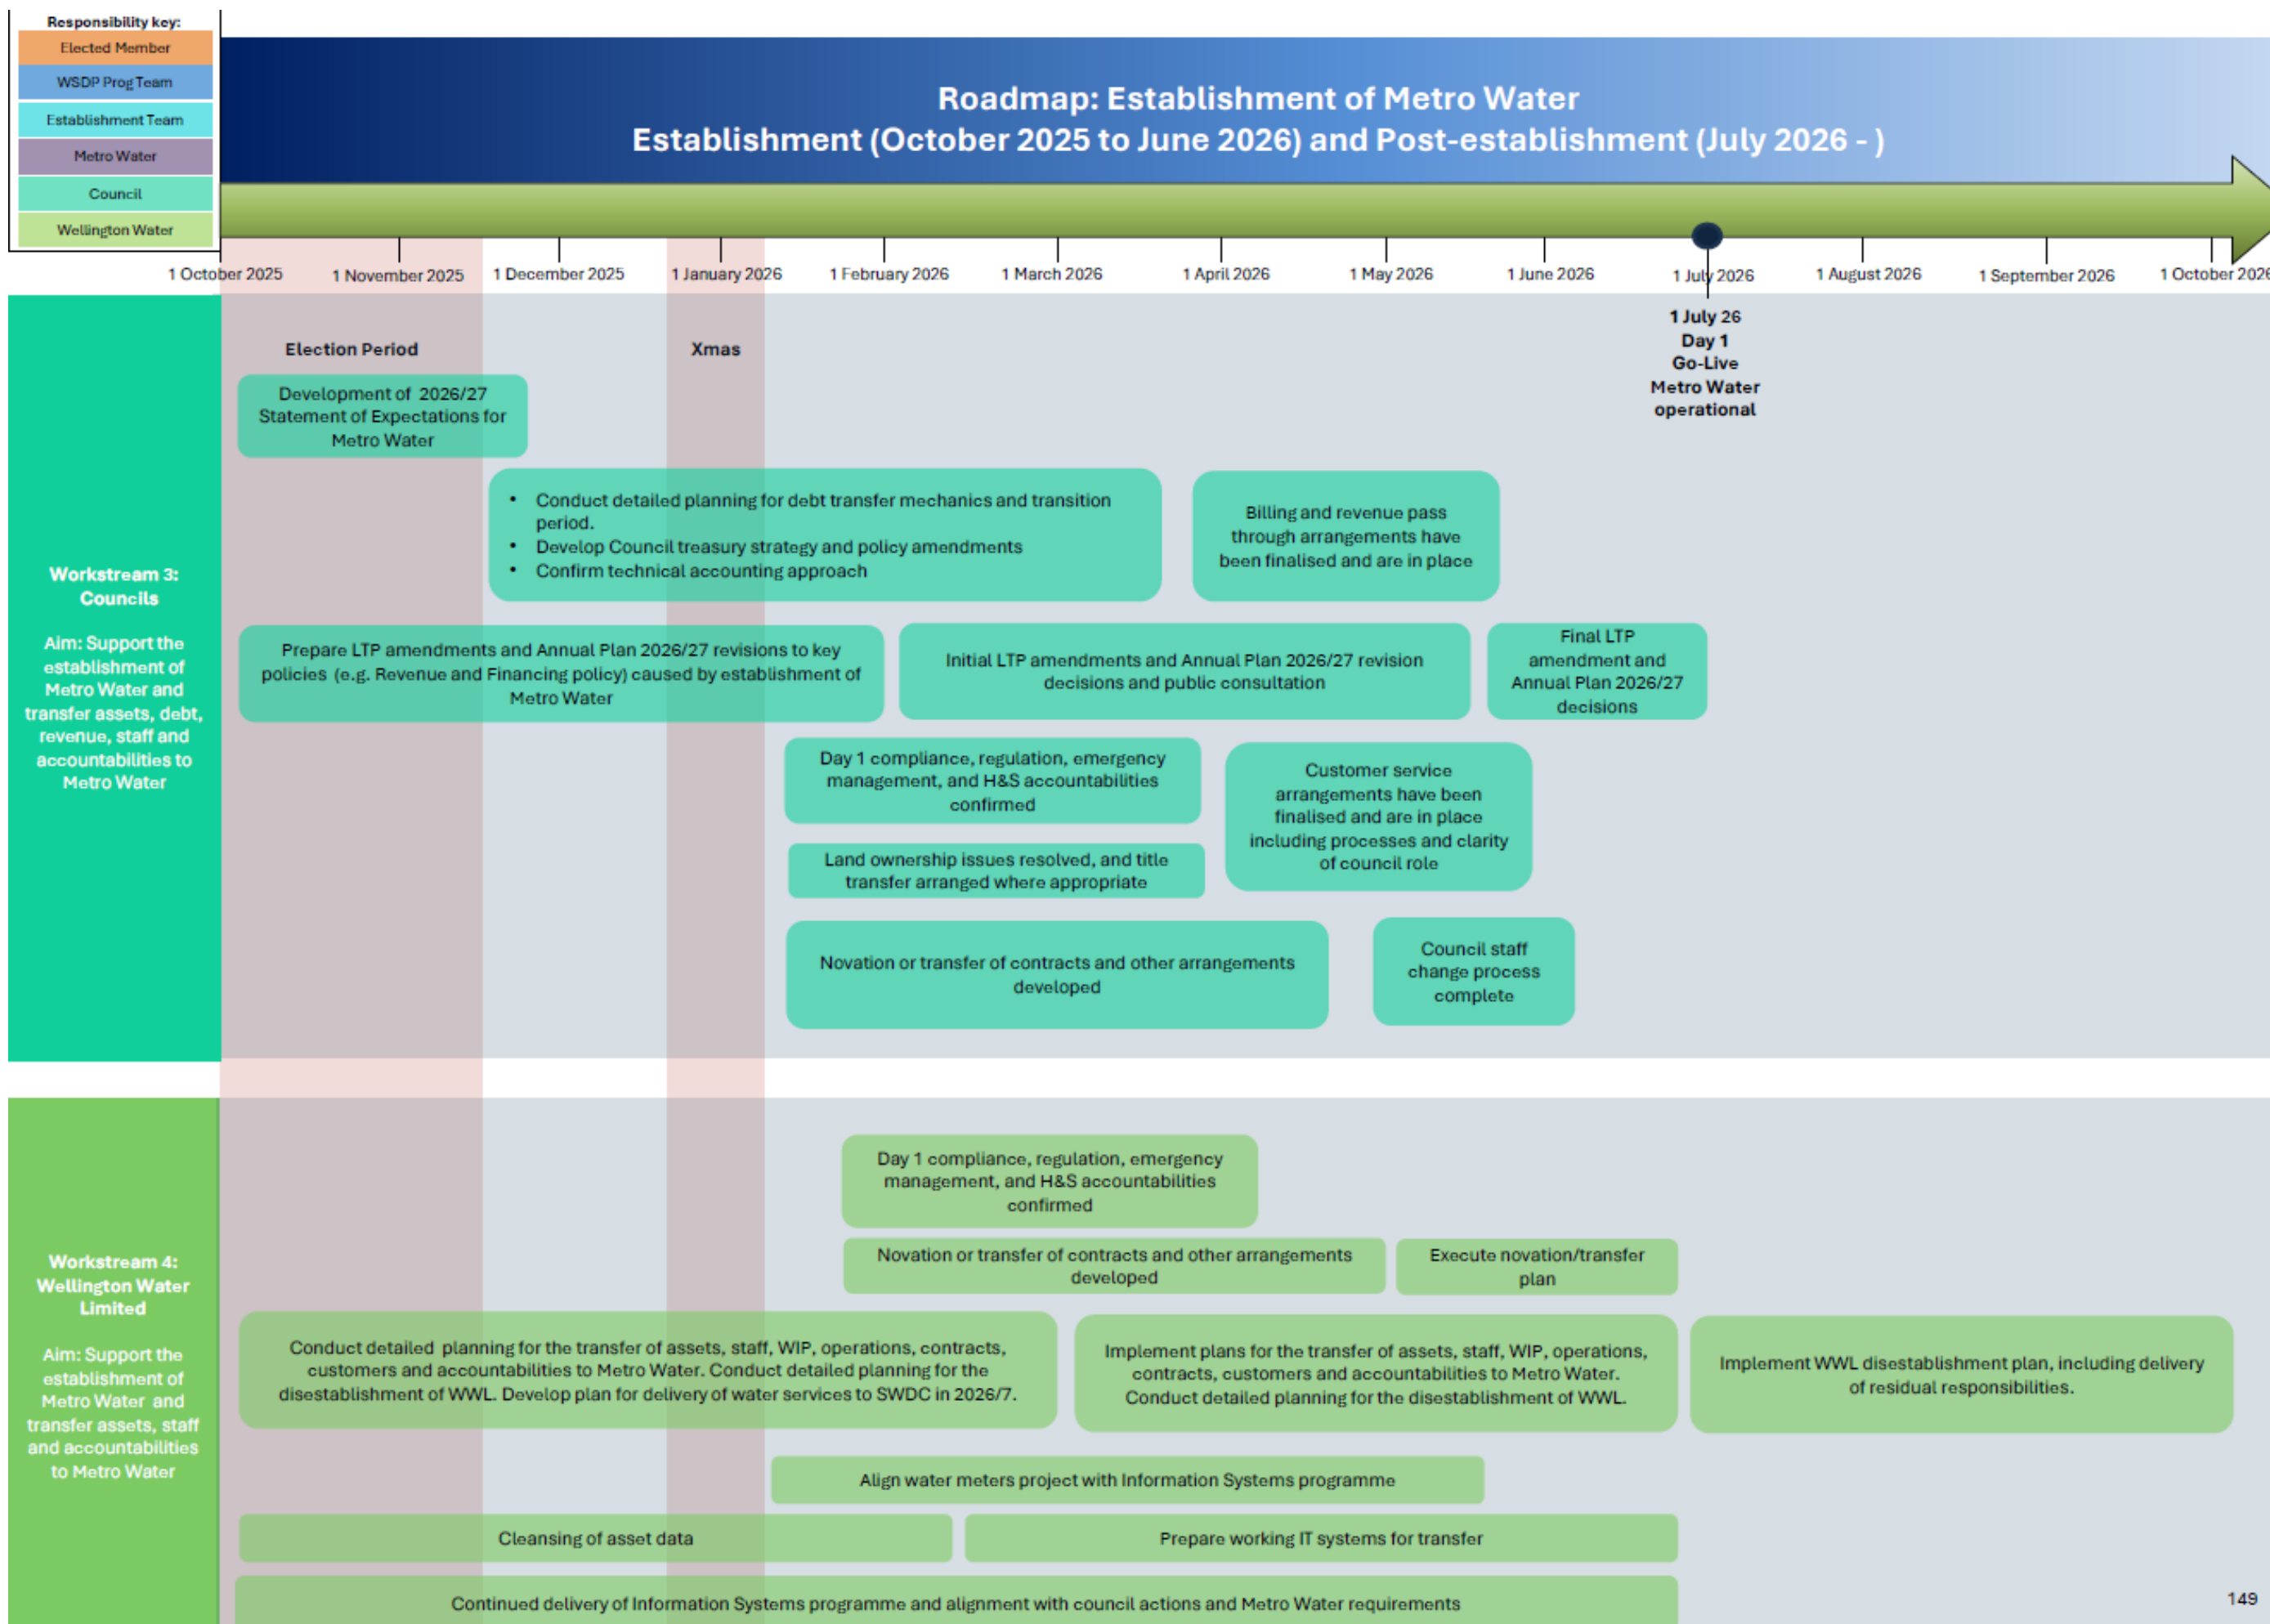 Responsibility key:
Elected Member
WSDP Prog Team
Establishment Team
Metro Water
Council
Wellington Water
Roadmap: Establishment of Metro Water
Establishment (October 2025 to June 2026) and Post-establishment (July 2026 - )
1 October 2025
1 November 2025
1 December 2025
1 January 2026
1 February 2026
1 March 2026
1 April 2026
1 May 2026
1 June 2026
1 July 2026
1 August 2026
1 September 2026
1 October 2026
1 July 26
Day 1
Go-Live
Metro Water
operational
Election Period
Xmas
Workstream 3:
Councils
Aim: Support the
establishment of
Metro Water and
transfer assets, debt,
revenue, staff and
accountabilities to
Metro Water
Development of 2026/27
Statement of Expectations for
Metro Water
• Conduct detailed planning for debt transfer mechanics and transition
period.
• Develop Council treasury strategy and policy amendments
• Confirm technical accounting approach
Billing and revenue pass
through arrangements have
been finalised and are in place
Prepare LTP amendments and Annual Plan 2026/27 revisions to key
policies (e.g. Revenue and Financing policy) caused by establishment of
Metro Water
Initial LTP amendments and Annual Plan 2026/27 revision
decisions and public consultation
Final LTP
amendment and
Annual Plan 2026/27
decisions
Day 1 compliance, regulation, emergency
management, and H&S accountabilities
confirmed
Customer service
arrangements have been
finalised and are in place
including processes and clarity
of council role
Land ownership issues resolved, and title
transfer arranged where appropriate
Novation or transfer of contracts and other arrangements
developed
Council staff
change process
complete
Workstream 4:
Wellington Water
Limited
Aim: Support the
establishment of
Metro Water and
transfer assets, staff
and accountabilities
to Metro Water
Day 1 compliance, regulation, emergency
management, and H&S accountabilities
confirmed
Novation or transfer of contracts and other arrangements
developed
Execute novation/transfer
plan
Conduct detailed planning for the transfer of assets, staff, WIP, operations, contracts,
customers and accountabilities to Metro Water. Conduct detailed planning for the
disestablishment of WWL. Develop plan for delivery of water services to SWDC in 2026/7.
Implement plans for the transfer of assets, staff, WIP, operations,
contracts, customers and accountabilities to Metro Water.
Conduct detailed planning for the disestablishment of WWL.
Implement WWL disestablishment plan, including delivery
of residual responsibilities.
Align water meters project with Information Systems programme
Cleansing of asset data
Prepare working IT systems for transfer
Continued delivery of Information Systems programme and alignment with council actions and Metro Water requirements
149